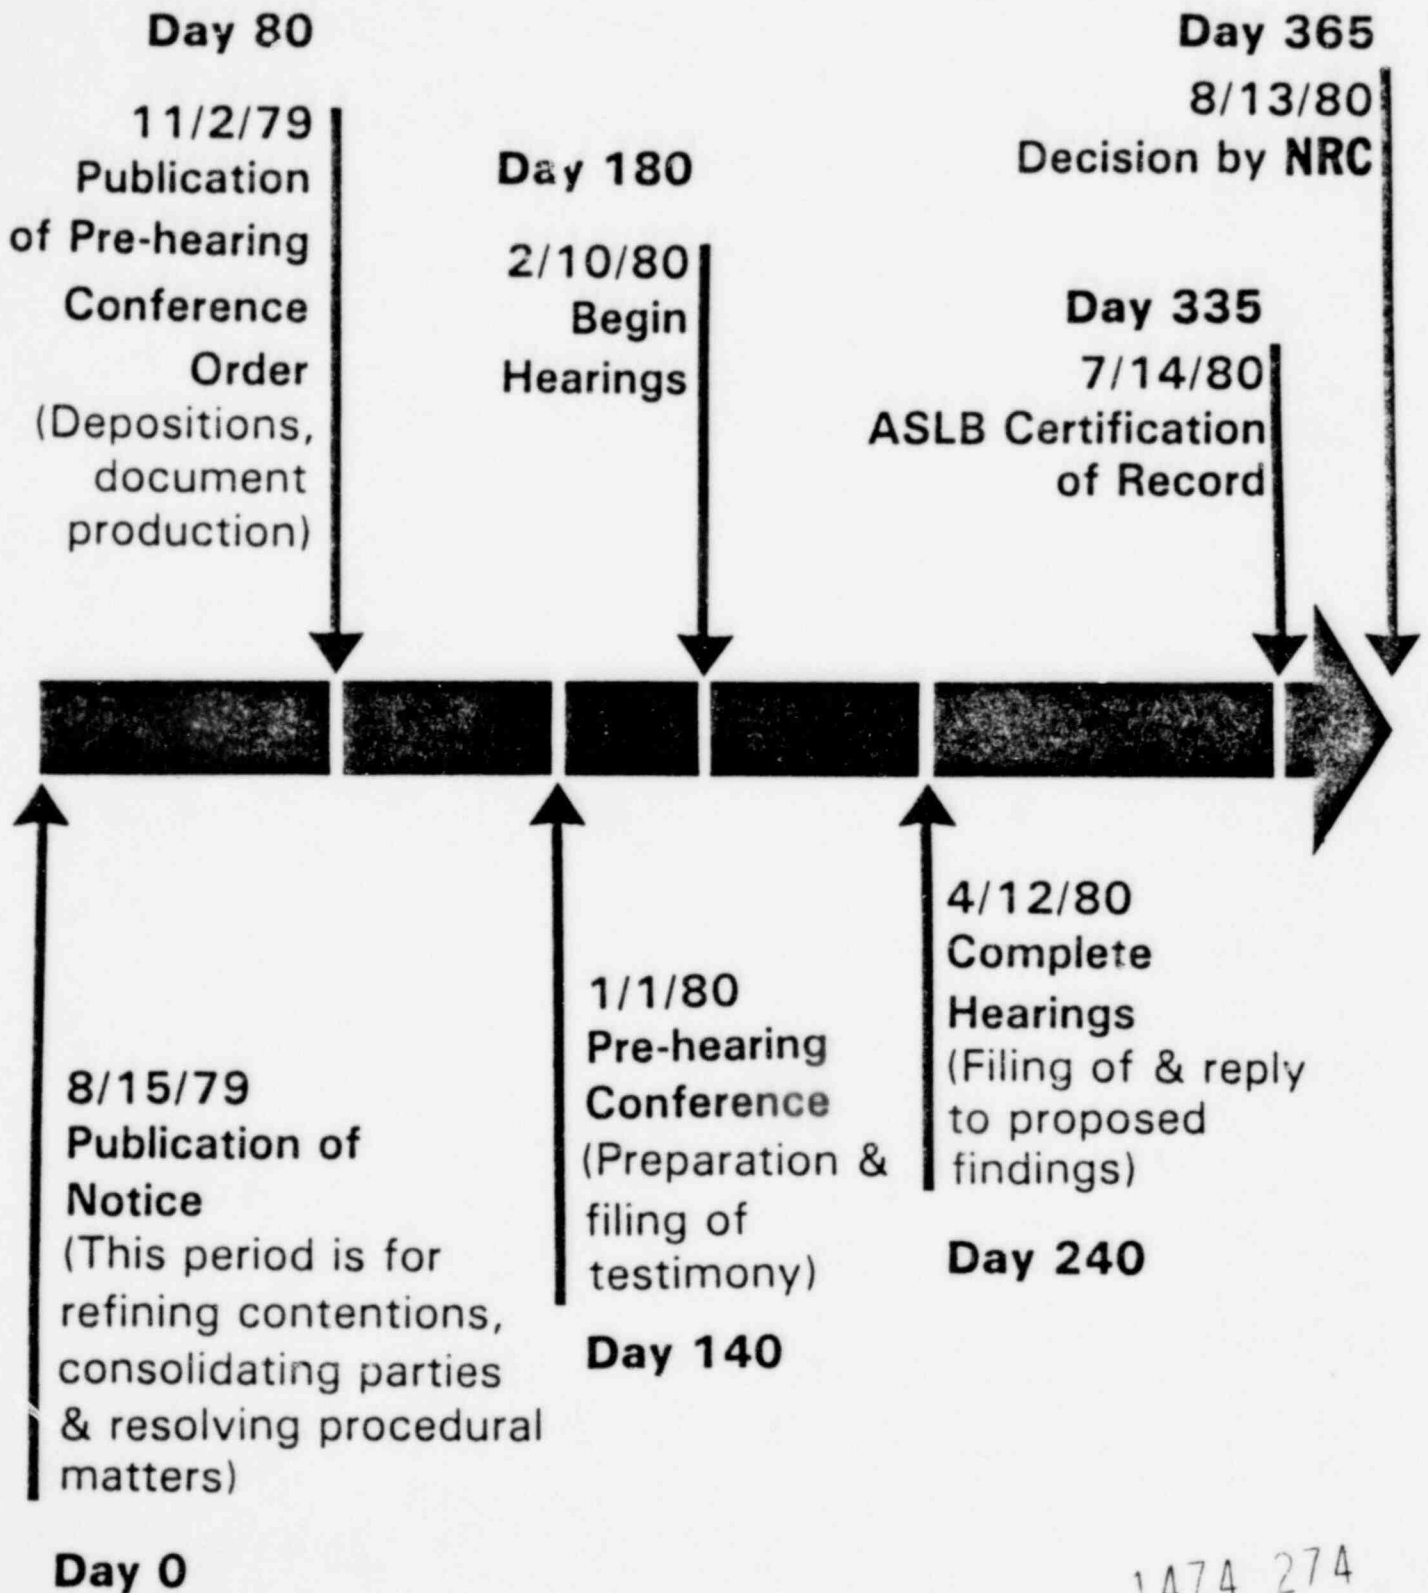 Day 80
11/2/79
Publication
of Pre-hearing
Conference
Order
(Depositions,
document
production)
Day 180
2/10/80
Begin
Hearings
Day 365
8/13/80
Decision by NRC
Day 335
7/14/80
ASLB Certification
of Record
8/15/79
Publication of
Notice
(This period is for
refining contentions,
consolidating parties
& resolving procedural
matters)
Day 0
1/1/80
Pre-hearing
Conference
(Preparation &
filing of
testimony)
Day 140
4/12/80
Complete
Hearings
(Filing of & reply
to proposed
findings)
Day 240
1474 274